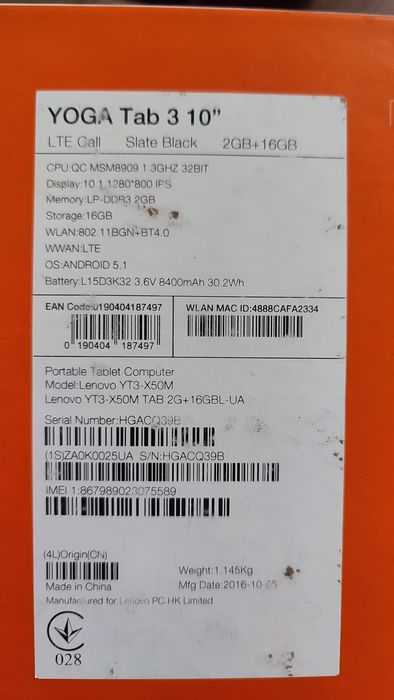 YOGA Tab 3 10”
LTE Call Slate Black 2GB+16GB
CPU:QC MSM8909 1.3GHZ 32BIT
Display:10.1 1280*800 IPS
Memory:LP-DDR3 2GB
Storage:16GB
WLAN:802.11BGN+BT4.0
WWAN:LTE
OS:ANDROID 5.1
Battery:L15D3K32 3.6V 8400mAh 30.2Wh
EAN Code:0190404187497 WLAN MAC ID:4888CAFA2334
0 190404 187497
Portable Tablet Computer
Model:Lenovo YT3-X50M
Lenovo YT3-X50M TAB 2G+16GBL-UA
Serial Number:HGACQ39B
(1S)ZA0K0025UA S/N:HGACQ39B
IMEI 1:867989023075589
(4L)Origin(CN)
Weight:1.145Kg
Made in China Mfg Date:2016-10-
Manufactured for Lenovo PC HK Limited
028